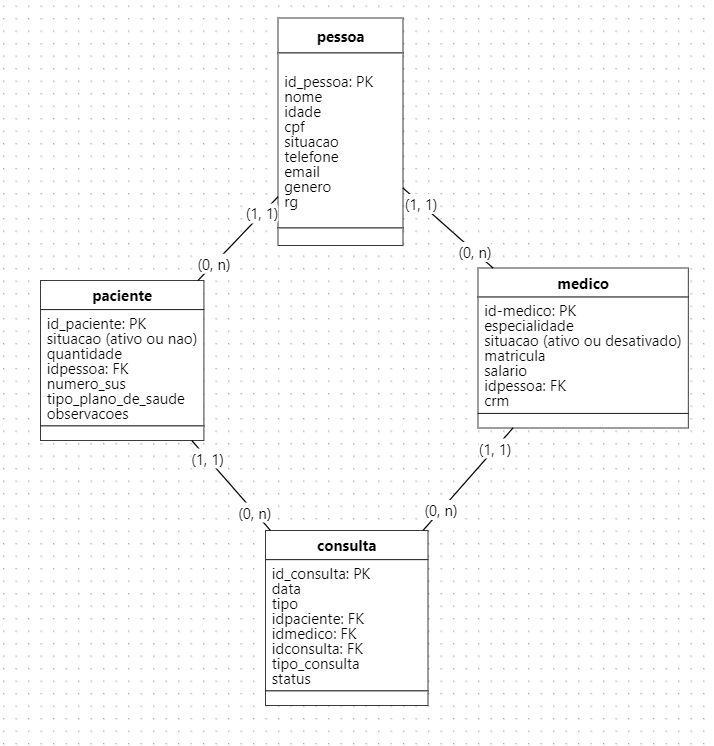 pessoa
id_pessoa: PK
nome
idade
cpf
situacao
telefone
email
genero
rg
(1, 1)
(1, 1)
(0, n)
(0, n)
paciente
id_paciente: PK
situacao (ativo ou nao)
quantidade
idpessoa: FK
numero_sus
tipo_plano_de_saude
observacoes
medico
id-medico: PK
especialidade
situacao (ativo ou desativado)
matricula
salario
idpessoa: FK
crm
(1, 1)
(1, 1)
(0, n)
(0, n)
consulta
id_consulta: PK
data
tipo
idpaciente: FK
idmedico: FK
idconsulta: FK
tipo_consulta
status